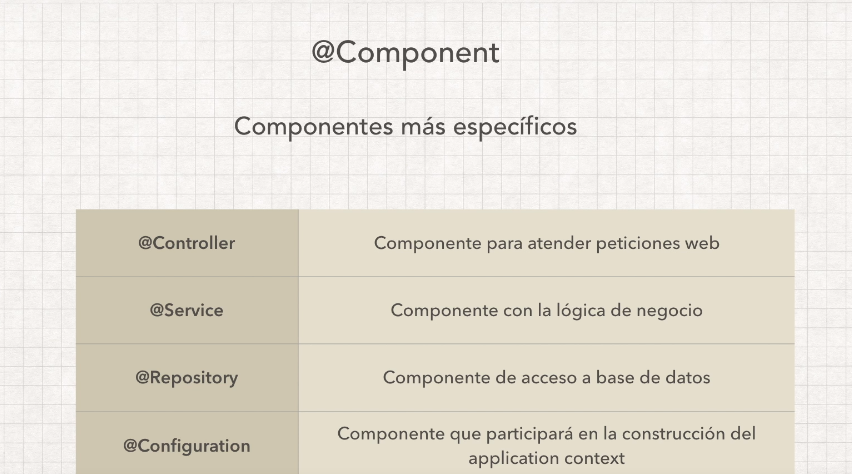 @Component
Componentes más específicos
@Controller
Componente para atender peticiones web
@Service
Componente con la lógica de negocio
@Repository
Componente de acceso a base de datos
@Configuration
Componente que participará en la construcción del
application context